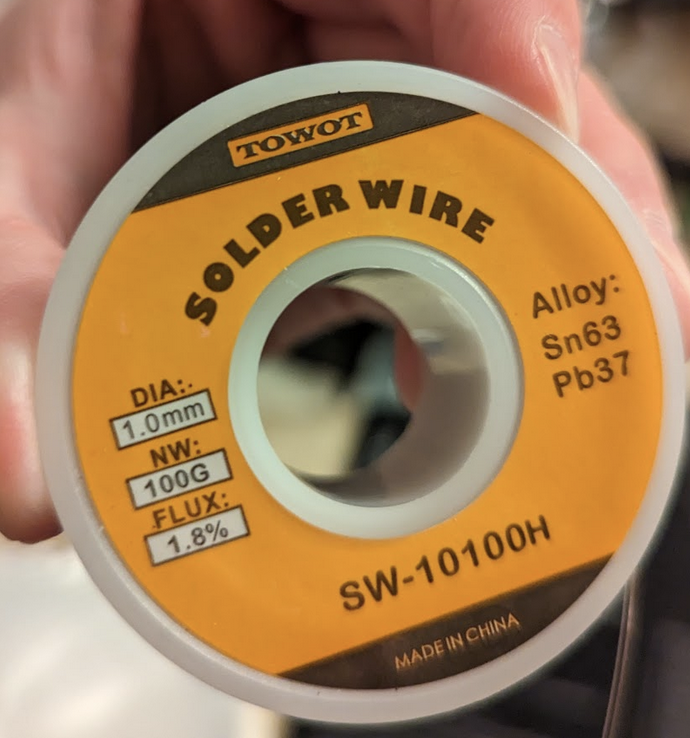 TOWOT
SOLDER WIRE
Alloy:
Sn63
Pb37
DIA:.
1.0mm
NW:
100G
FLUX:
1.8%
SW-10100H
MADE IN CHINA